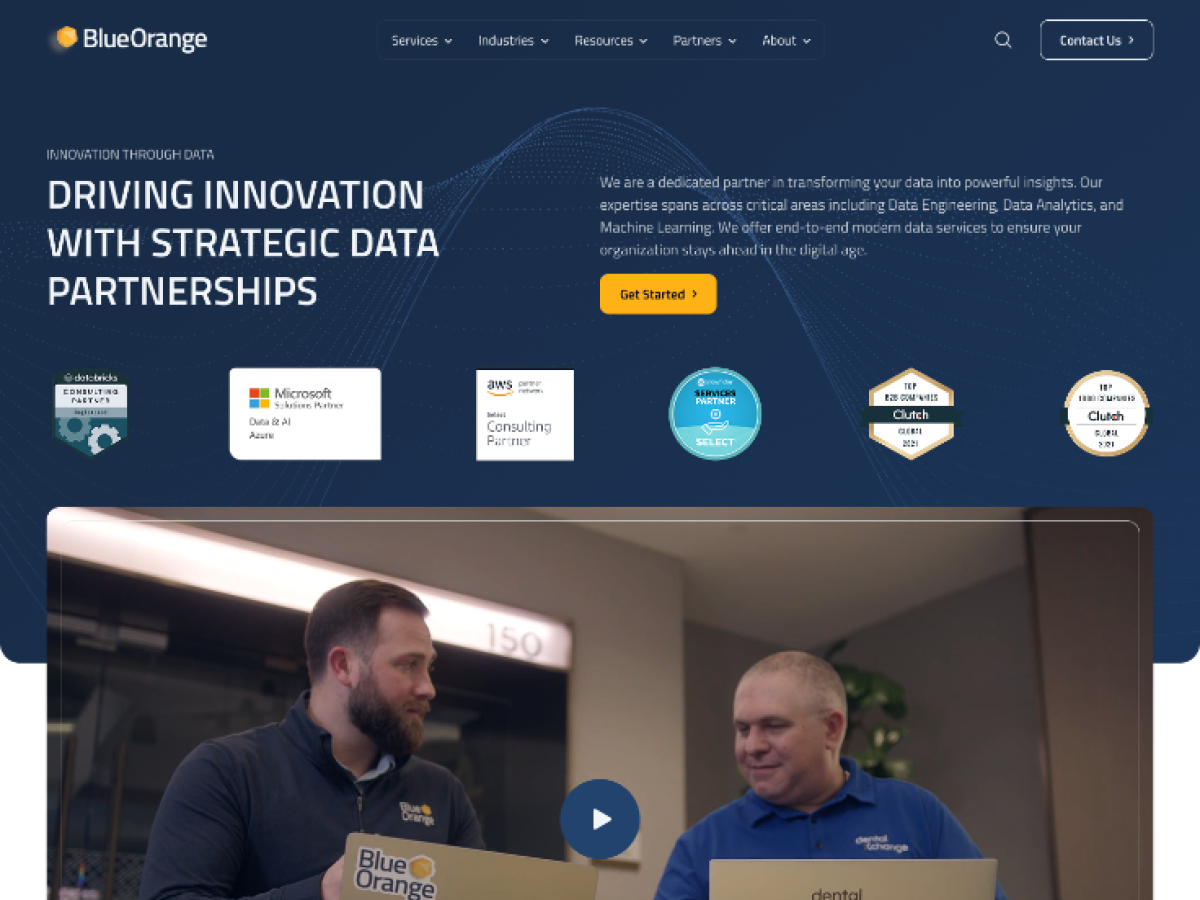 BlueOrange
Services
Industries
Resources
Partners
About
Contact Us
INNOVATION THROUGH DATA
DRIVING INNOVATION
WITH STRATEGIC DATA
PARTNERSHIPS
We are a dedicated partner in transforming your data into powerful insights. Our
expertise spans across critical areas including Data Engineering, Data Analytics, and
Machine Learning. We offer end-to-end modern data services to ensure your
organization stays ahead in the digital age.
Get Started
databricks
CONSULTING
PARTNER
Microsoft
Solutions Partner
Data & AI
Azure
aws partner
network
Select
Consulting
Partner
snowflake
SERVICES
PARTNER
SELECT
TOP
B2B COMPANIES
Clutch
GLOBAL
2021
TOP
1000 COMPANIES
Clutch
GLOBAL
2021
150
Blue
Orange
dental
Xchange
Blue
Orange
dental